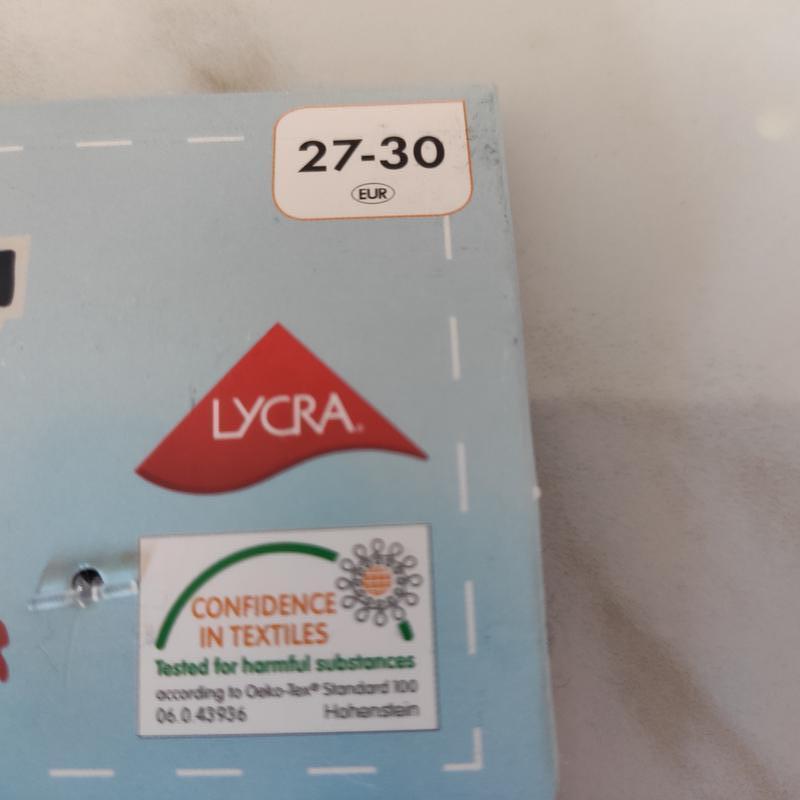 27-30
EUR
LYCRA®
CONFIDENCE
IN TEXTILES
Tested for harmful substances
according to Oeko-Tex® Standard 100
06.0.43936 Hohenstein